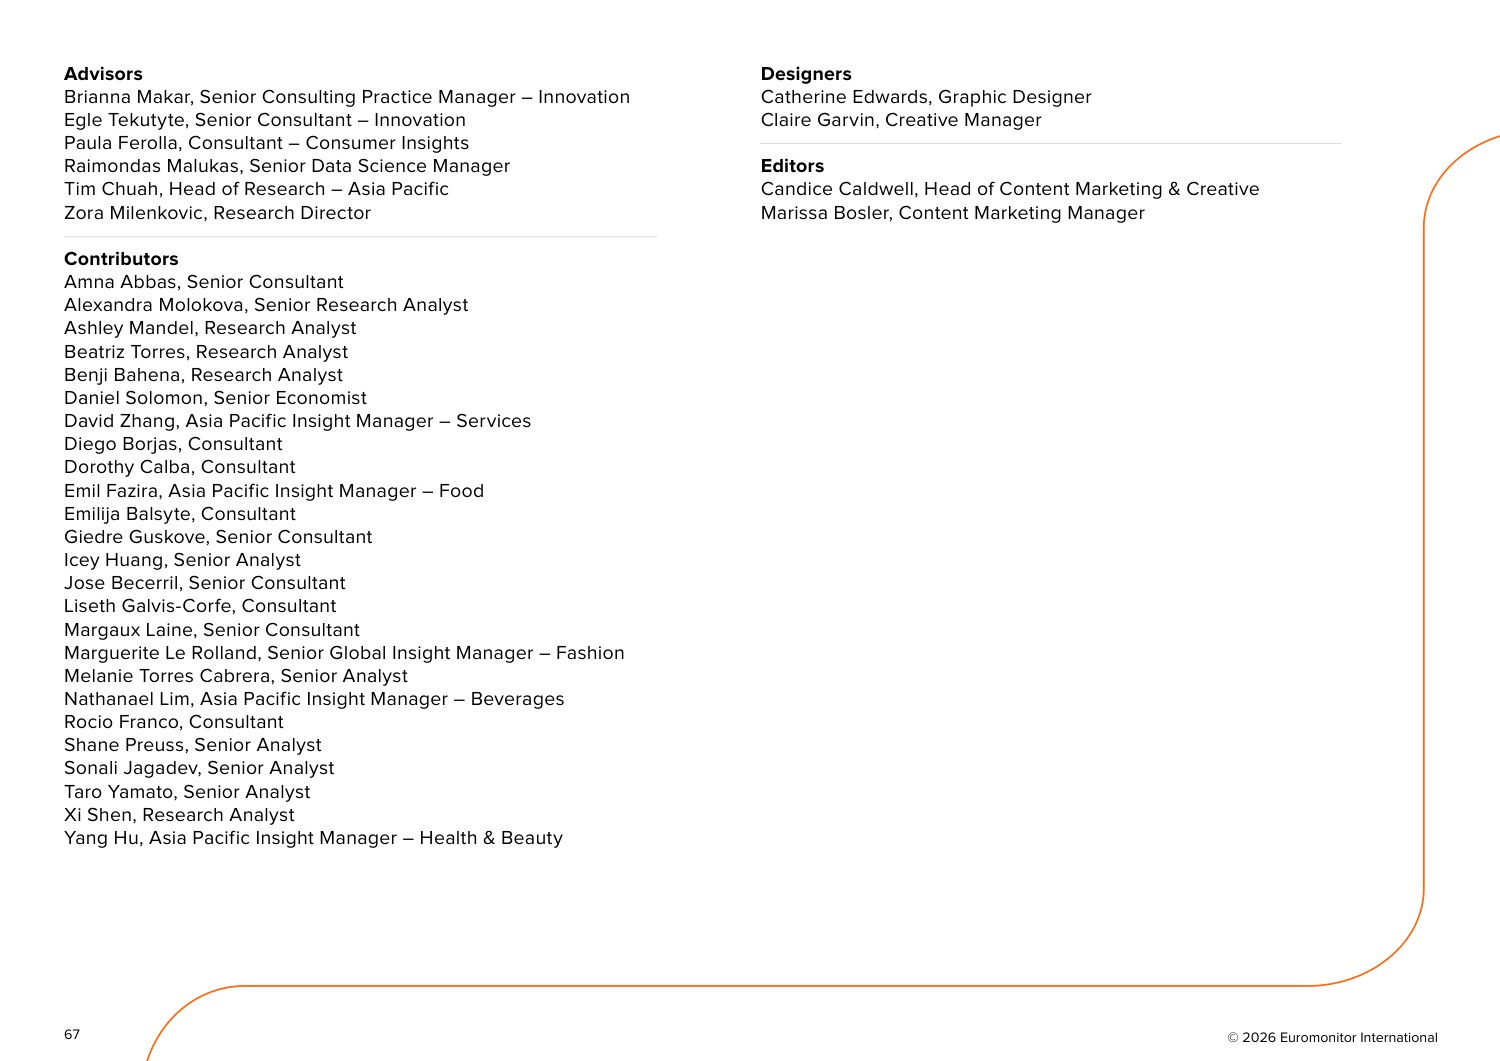 Advisors
Brianna Makar, Senior Consulting Practice Manager – Innovation
Egle Tekutyte, Senior Consultant – Innovation
Paula Ferolla, Consultant – Consumer Insights
Raimondas Malukas, Senior Data Science Manager
Tim Chuah, Head of Research – Asia Pacific
Zora Milenkovic, Research Director
Contributors
Amna Abbas, Senior Consultant
Alexandra Molokova, Senior Research Analyst
Ashley Mandel, Research Analyst
Beatriz Torres, Research Analyst
Benji Bahena, Research Analyst
Daniel Solomon, Senior Economist
David Zhang, Asia Pacific Insight Manager – Services
Diego Borjas, Consultant
Dorothy Calba, Consultant
Emil Fazira, Asia Pacific Insight Manager – Food
Emilija Balsyte, Consultant
Giedre Guskove, Senior Consultant
Icey Huang, Senior Analyst
Jose Becerril, Senior Consultant
Liseth Galvis-Corfe, Consultant
Margaux Laine, Senior Consultant
Marguerite Le Rolland, Senior Global Insight Manager – Fashion
Melanie Torres Cabrera, Senior Analyst
Nathanael Lim, Asia Pacific Insight Manager – Beverages
Rocio Franco, Consultant
Shane Preuss, Senior Analyst
Sonali Jagadev, Senior Analyst
Taro Yamato, Senior Analyst
Xi Shen, Research Analyst
Yang Hu, Asia Pacific Insight Manager – Health & Beauty
Designers
Catherine Edwards, Graphic Designer
Claire Garvin, Creative Manager
Editors
Candice Caldwell, Head of Content Marketing & Creative
Marissa Bosler, Content Marketing Manager
67
© 2026 Euromonitor International